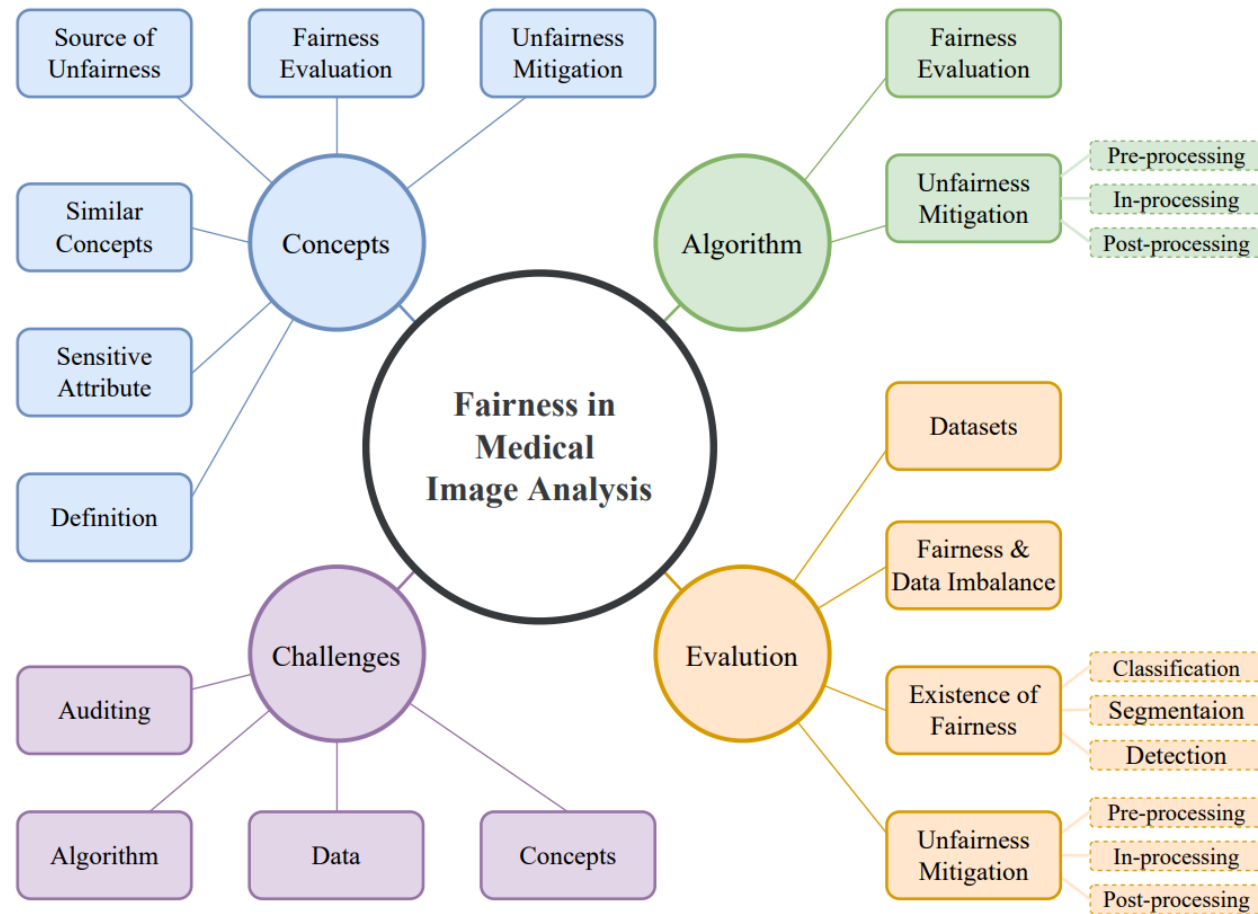 Source of
Unfairness
Fairness
Evaluation
Unfairness
Mitigation
Similar
Concepts
Concepts
Sensitive
Attribute
Definition
Fairness
Evaluation
Algorithm
Unfairness
Mitigation
Pre-processing
In-processing
Post-processing
Fairness in
Medical
Image Analysis
Challenges
Auditing
Algorithm
Data
Concepts
Evalution
Datasets
Fairness &
Data Imbalance
Existence of
Fairness
Classification
Segmentaion
Detection
Unfairness
Mitigation
Pre-processing
In-processing
Post-processing